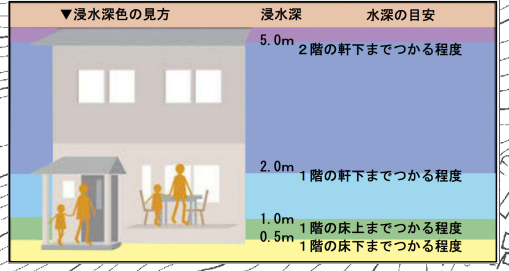 ▼浸水深色の見方 浸水深 水深の目安
5.0m
2階の軒下までつかる程度
2.0m
1階の軒下までつかる程度
1.0m
1階の床上までつかる程度
0.5m
1階の床下までつかる程度